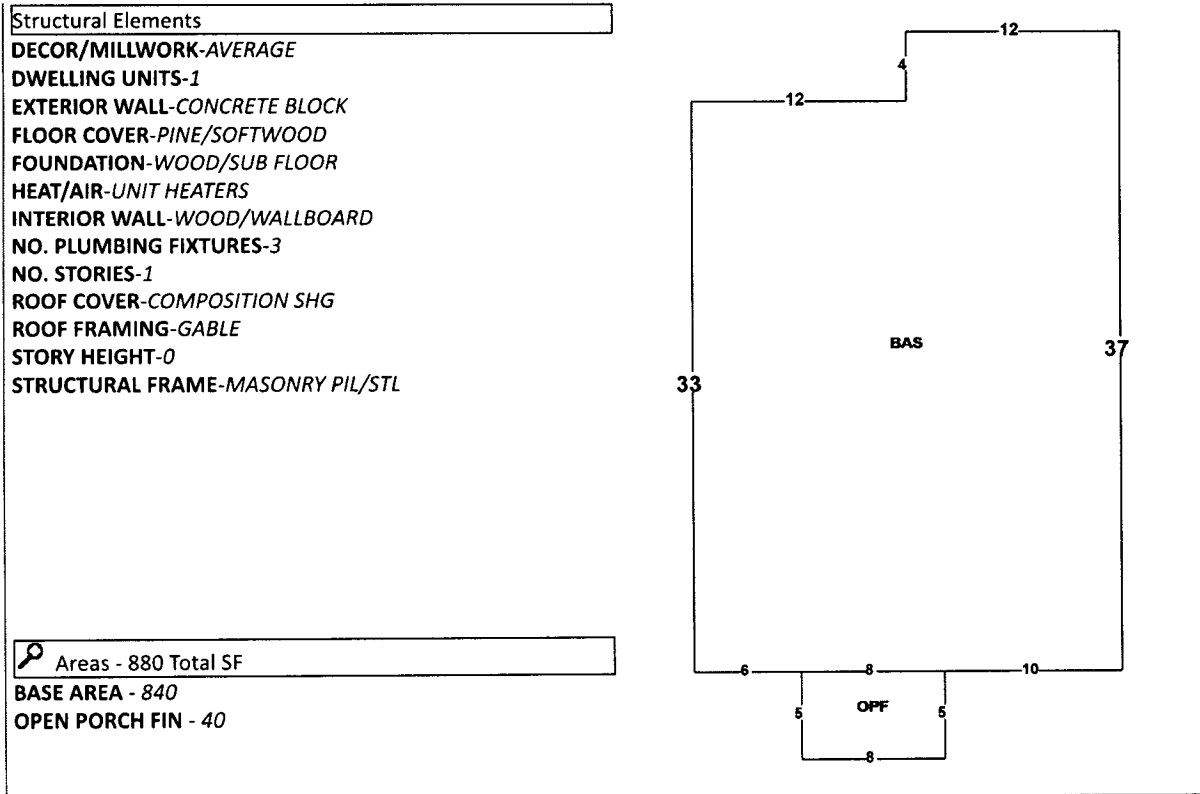 Structural Elements
DECOR/MILLWORK-AVERAGE
DWELLING UNITS-1
EXTERIOR WALL-CONCRETE BLOCK
FLOOR COVER-PINE/SOFTWOOD
FOUNDATION-WOOD/SUB FLOOR
HEAT/AIR-UNIT HEATERS
INTERIOR WALL-WOOD/WALLBOARD
NO. PLUMBING FIXTURES-3
NO. STORIES-1
ROOF COVER-COMPOSITION SHG
ROOF FRAMING-GABLE
STORY HEIGHT-0
STRUCTURAL FRAME-MASONRY PIL/STL
Areas - 880 Total SF
BASE AREA - 840
OPEN PORCH FIN - 40
12
4
12
BAS
37
33
6
8
10
5
OPF
5
8